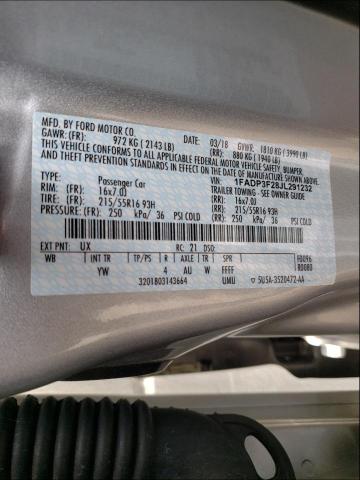 MFD. BY FORD MOTOR CO.
DATE: 03/18 GVWR: 1810 KG ( 3990 LB)
GAWR: (FR): 972 KG ( 2143 LB) (RR): 880 KG ( 1940 LB)
THIS VEHICLE CONFORMS TO ALL APPLICABLE FEDERAL MOTOR VEHICLE SAFETY, BUMPER,
AND THEFT PREVENTION STANDARDS IN EFFECT ON THE DATE OF MANUFACTURE SHOWN ABOVE.
VIN: 1FADP3F28JL291232
TYPE: Passenger Car TRAILER TOWING - SEE OWNER GUIDE
RIM: (FR): 16x7.0J (RR): 16x7.0J
TIRE: (FR): 215/55R16 93H (RR): 215/55R16 93H
PRESSURE: (FR): 250 kPa/ 36 PSI COLD (RR): 250 kPa/ 36 PSI COLD
EXT PNT: UX RC: 21 DSO: F0096
R0080
WB INT TR TP/PS R AXLE TR SPR
YW 4 AU W FFFF
3201803143664 UMU 5U5A-3520472-AA